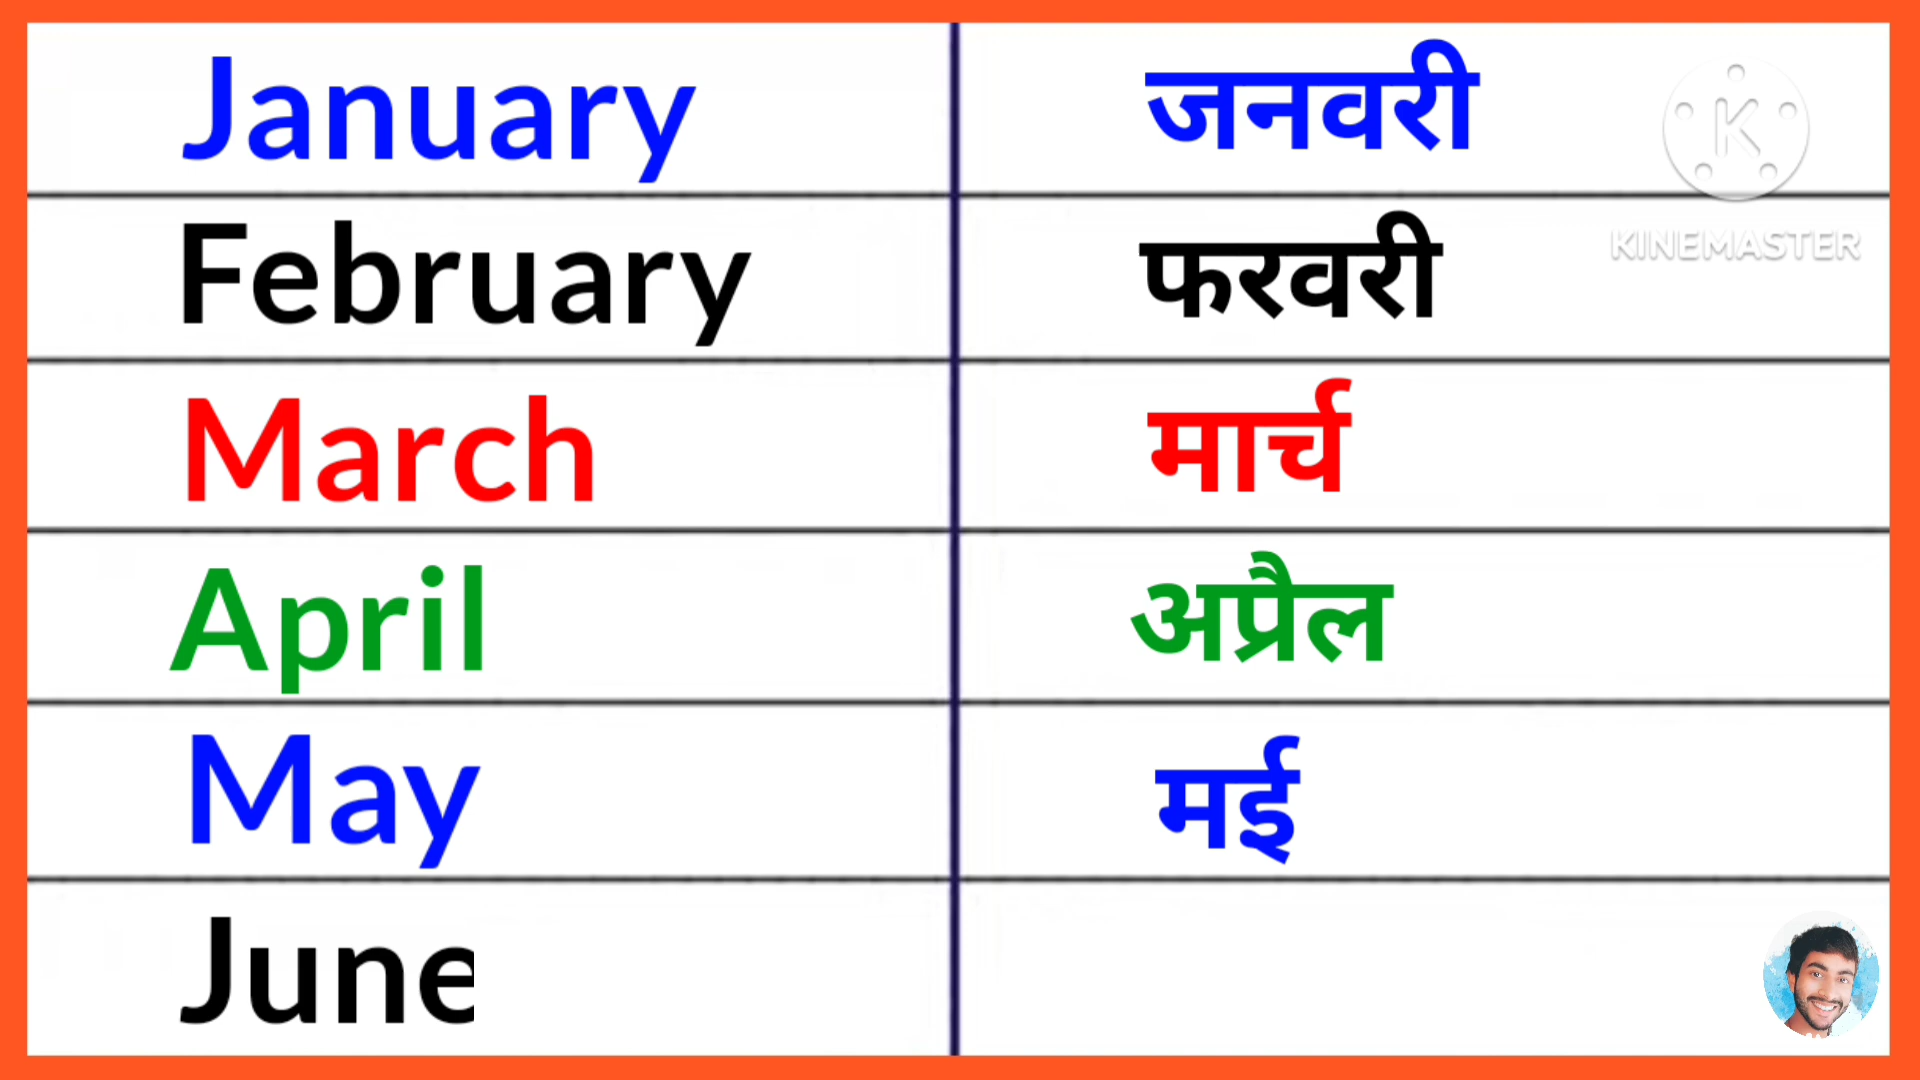 January जनवरी
February फरवरी
March मार्च
April अप्रैल
May मई
June
K
KINEMASTER